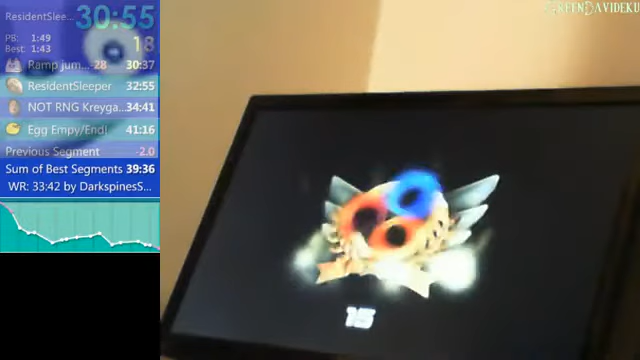 ResidentSlee...
30:55
18
PB: 1:49
Best: 1:43
Ramp jum... -28 30:37
ResidentSleeper 32:55
NOT RNG Kreyga... 34:41
Egg Empy/Endl 41:16
Previous Segment -2.0
Sum of Best Segments 39:36
WR: 33:42 by DarkspinesS...
GreenDavideku
15